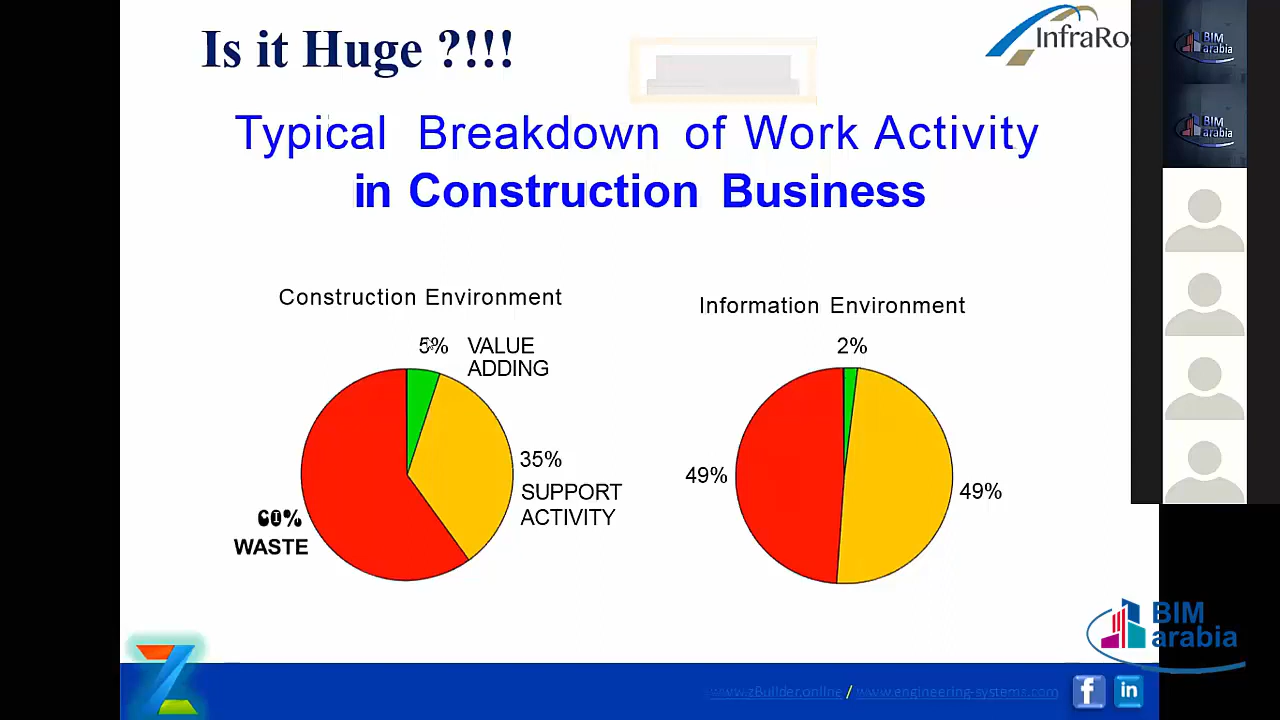 Is it Huge ?!!!
InfraRo
Typical Breakdown of Work Activity
in Construction Business
Construction Environment
5% VALUE
ADDING
35%
SUPPORT
ACTIVITY
60%
WASTE
Information Environment
2%
49%
49%
BIM
arabia
BIM
arabia
BIM
arabia
www.zBuilder.online / www.engineering-systems.com
f
in
Z